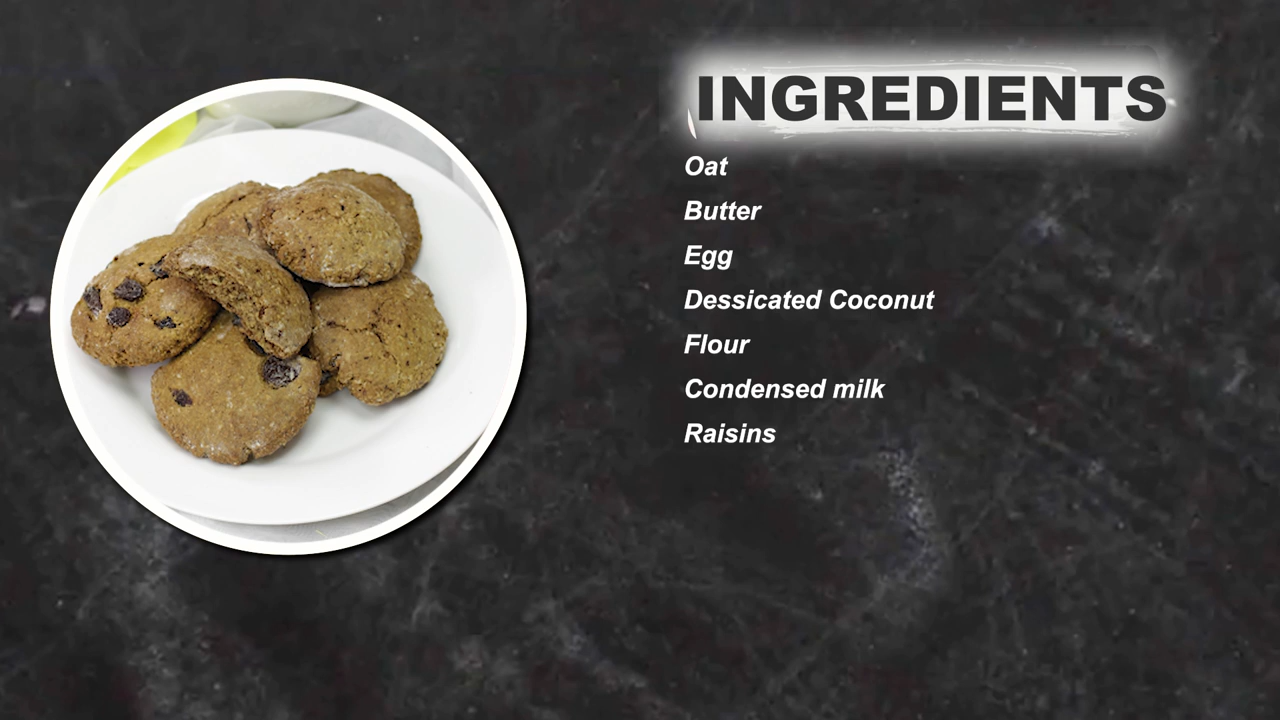 INGREDIENTS
Oat
Butter
Egg
Dessicated Coconut
Flour
Condensed milk
Raisins